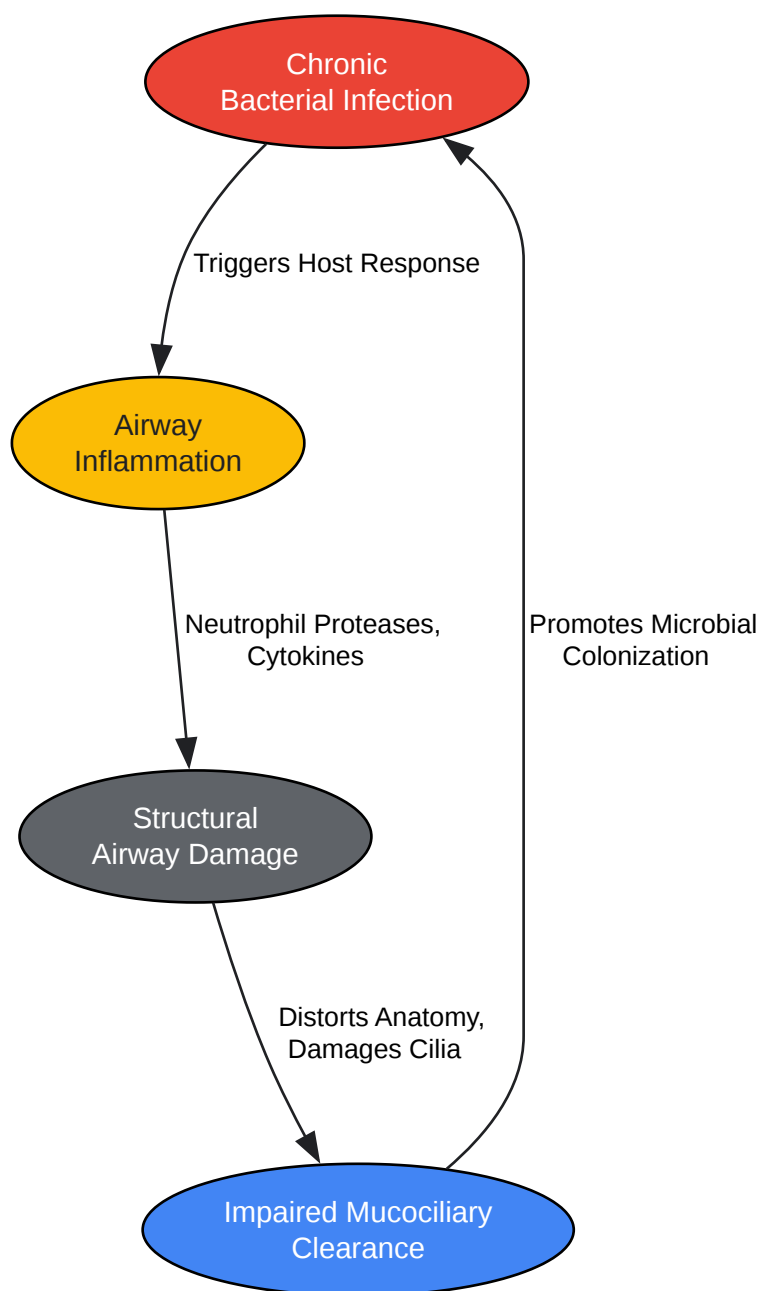 Chronic
Bacterial Infection
Triggers Host Response
Airway
Inflammation
Neutrophil Proteases,
Cytokines
Promotes Microbial
Colonization
Structural
Airway Damage
Distorts Anatomy,
Damages Cilia
Impaired Mucociliary
Clearance